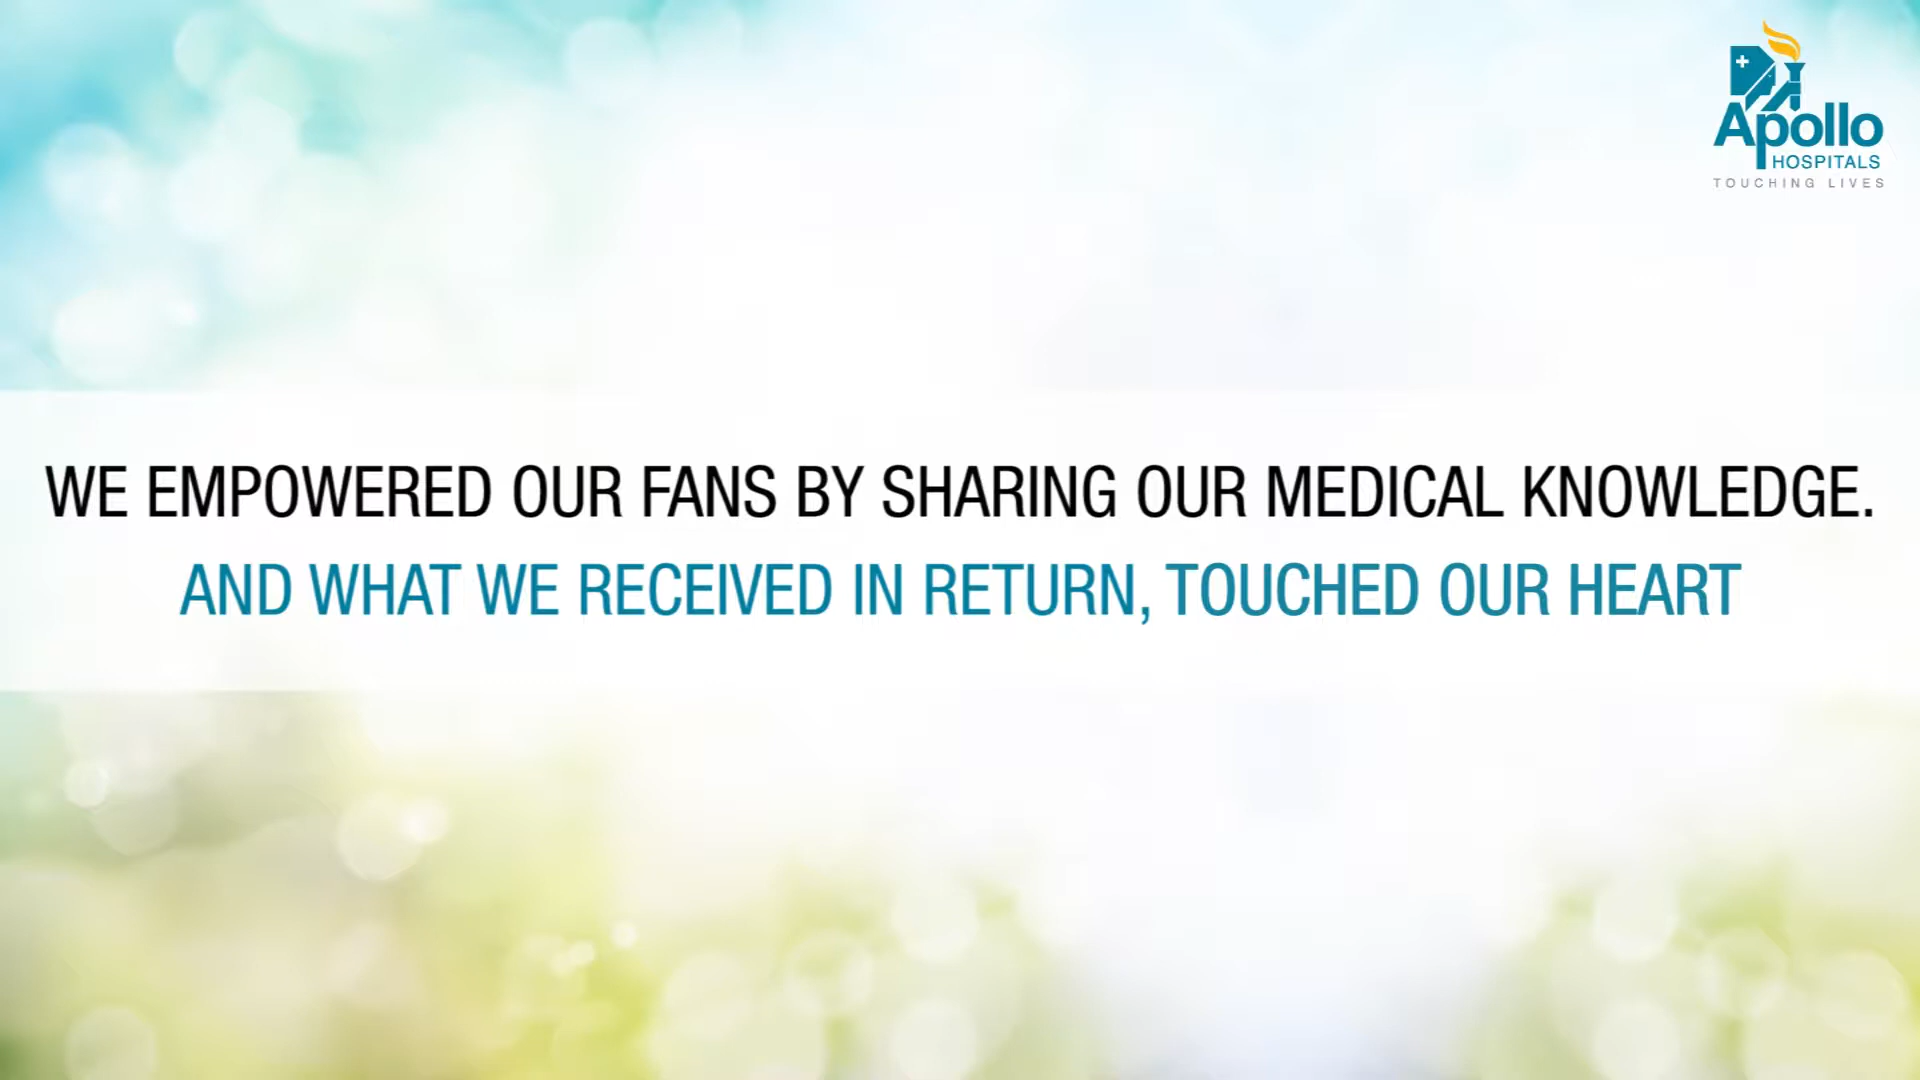 Apollo
HOSPITALS
TOUCHING LIVES
WE EMPOWERED OUR FANS BY SHARING OUR MEDICAL KNOWLEDGE.
AND WHAT WE RECEIVED IN RETURN, TOUCHED OUR HEART